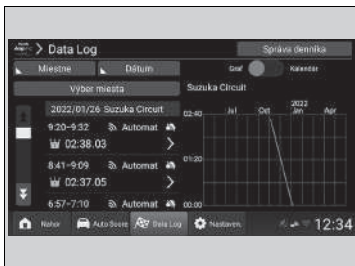 Data Log
Správa denníka
Miestne
Dátum
Graf
Kalendár
Výber miesta
Suzuka Circuit
2022/01/26 Suzuka Circuit
9:20-9:32 Automat
02:38.03
8:41-9:09 Automat
02:37.05
6:57-7:10 Automat
02:40
01:20
00:00
Jul
Oct
2022
Jan
Apr
Nahor
Auto Score
Data Log
Nastaven.
12:34